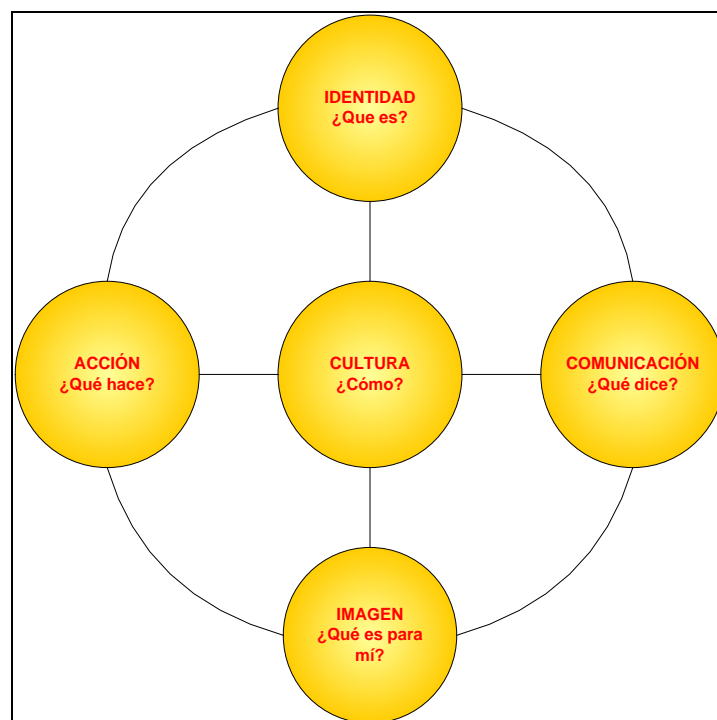 IDENTIDAD
¿Que es?
ACCIÓN
¿Qué hace?
CULTURA
¿Cómo?
COMUNICACIÓN
¿Qué dice?
IMAGEN
¿Qué es para
mí?